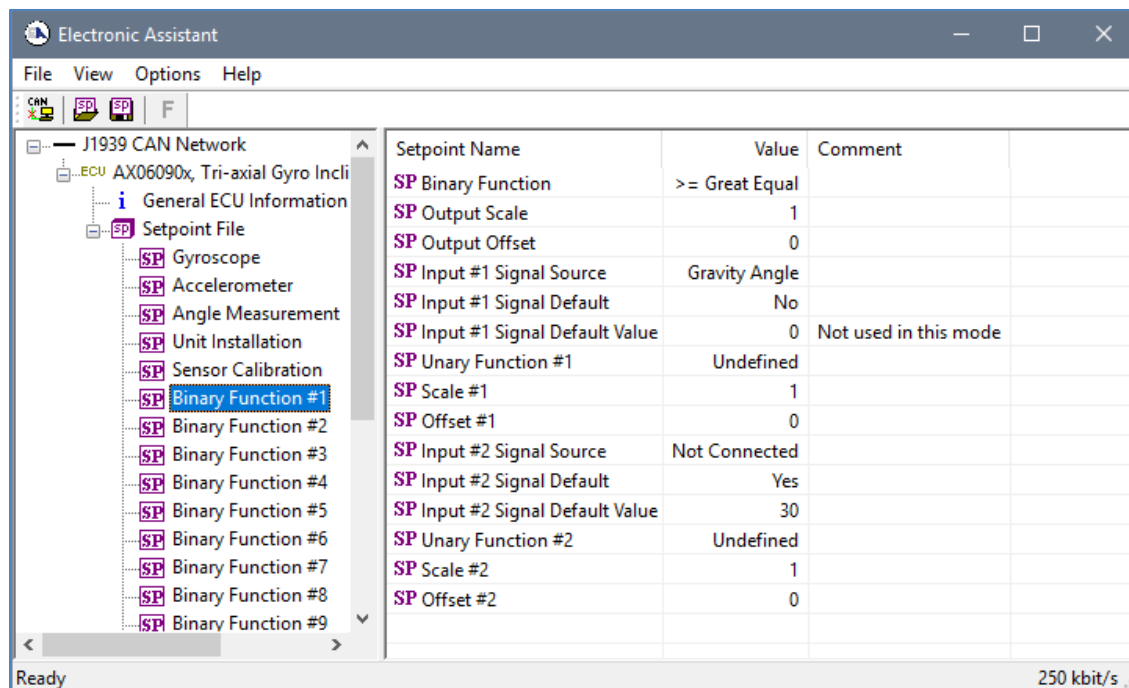 Electronic Assistant
File View Options Help
CAN SP SP F
J1939 CAN Network
ECU AX06090x, Tri-axial Gyro Incli
i General ECU Information
SP Setpoint File
SP Gyroscope
SP Accelerometer
SP Angle Measurement
SP Unit Installation
SP Sensor Calibration
SP Binary Function #1
SP Binary Function #2
SP Binary Function #3
SP Binary Function #4
SP Binary Function #5
SP Binary Function #6
SP Binary Function #7
SP Binary Function #8
SP Binary Function #9
Setpoint Name Value Comment
SP Binary Function >= Great Equal
SP Output Scale 1
SP Output Offset 0
SP Input #1 Signal Source Gravity Angle
SP Input #1 Signal Default No
SP Input #1 Signal Default Value 0 Not used in this mode
SP Unary Function #1 Undefined
SP Scale #1 1
SP Offset #1 0
SP Input #2 Signal Source Not Connected
SP Input #2 Signal Default Yes
SP Input #2 Signal Default Value 30
SP Unary Function #2 Undefined
SP Scale #2 1
SP Offset #2 0
Ready 250 kbit/s